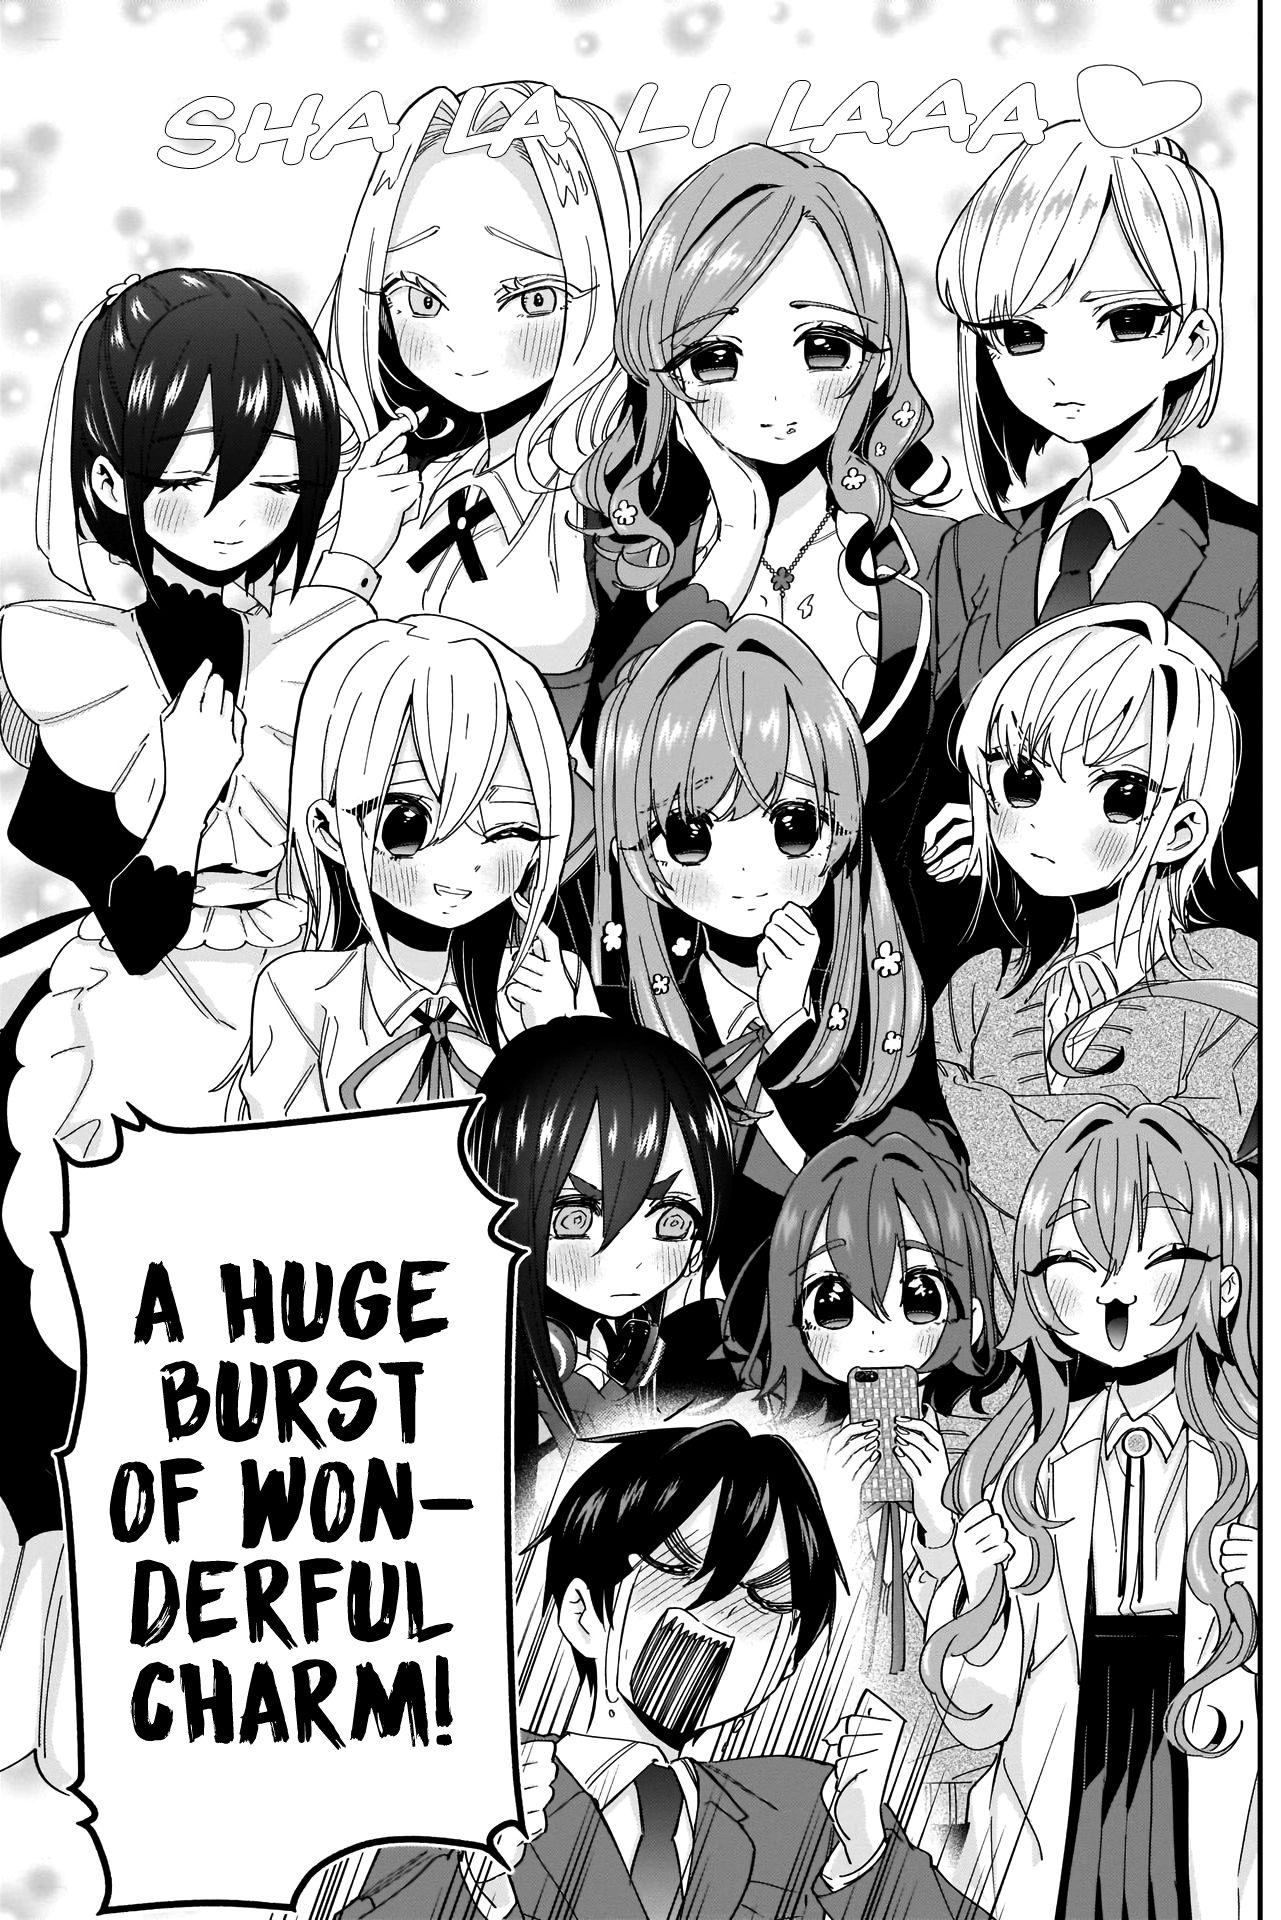 SHA LA LI LAAA♡
A HUGE
BURST
OF WON-
DERFUL
CHARM!